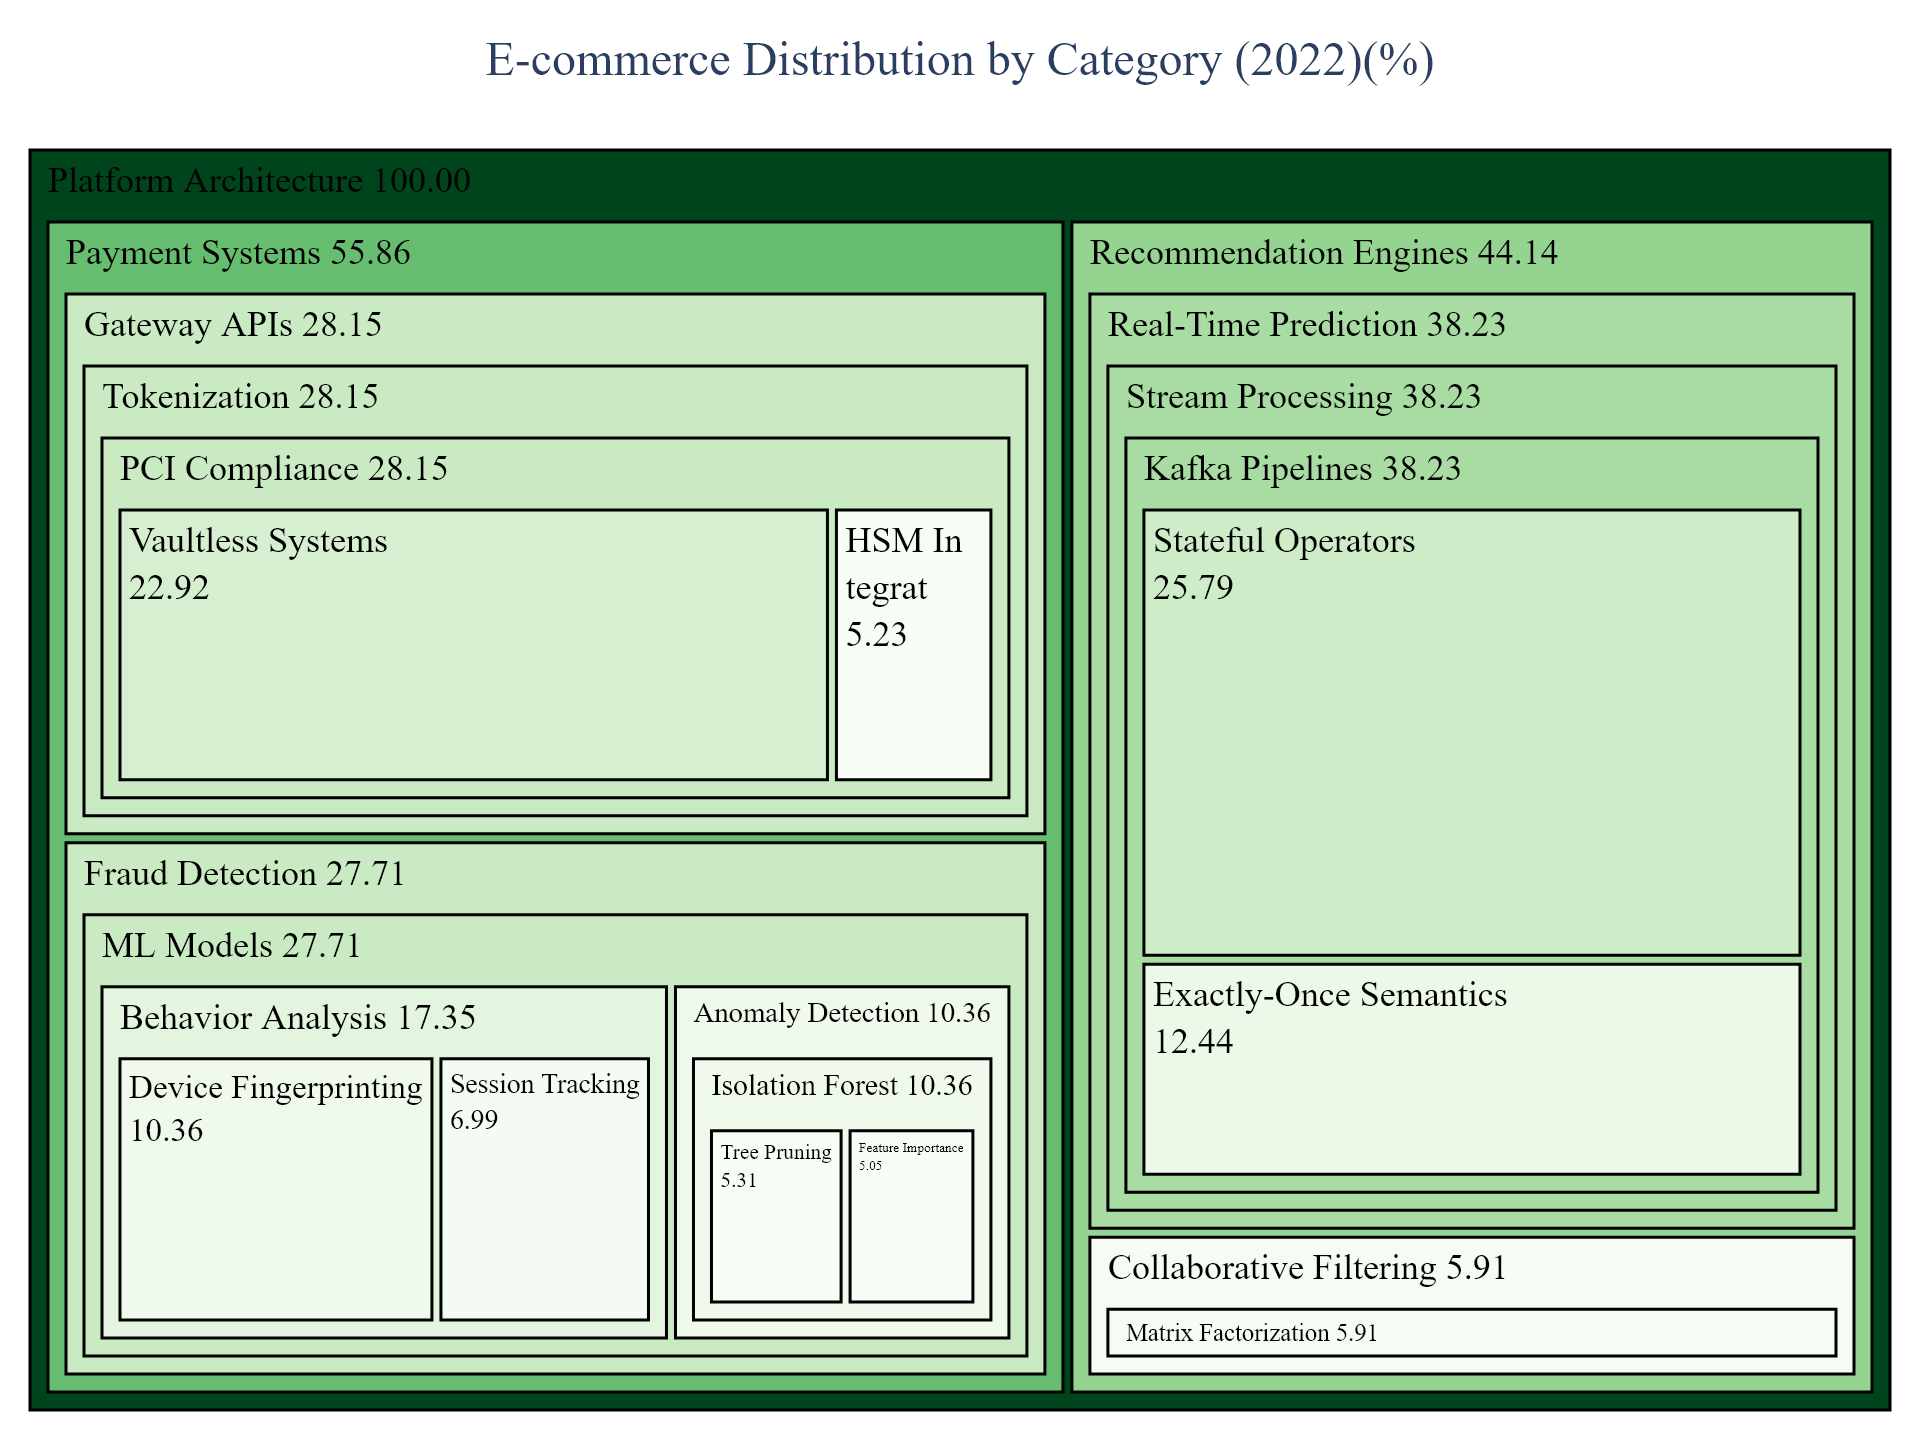 E-commerce Distribution by Category (2022)(%)
Platform Architecture 100.00
Payment Systems 55.86
Gateway APIs 28.15
Tokenization 28.15
PCI Compliance 28.15
Vaultless Systems
22.92
HSM In
tegrat
5.23
Fraud Detection 27.71
ML Models 27.71
Behavior Analysis 17.35
Device Fingerprinting
10.36
Session Tracking
6.99
Anomaly Detection 10.36
Isolation Forest 10.36
Tree Pruning
5.31
Feature Importance
5.05
Recommendation Engines 44.14
Real-Time Prediction 38.23
Stream Processing 38.23
Kafka Pipelines 38.23
Stateful Operators
25.79
Exactly-Once Semantics
12.44
Collaborative Filtering 5.91
Matrix Factorization 5.91